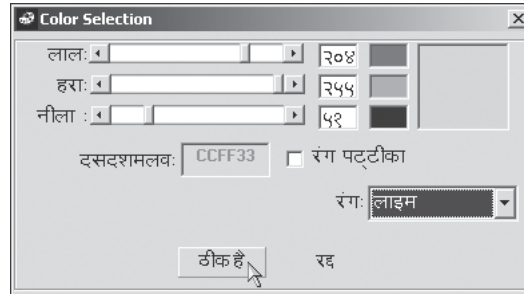 Color Selection
लाल: २०४
हरा: २५५
नीला : ५१
दसदशमलव: CCFF33 रंग पट्टीका
रंग: लाइम
ठीक है रद्द